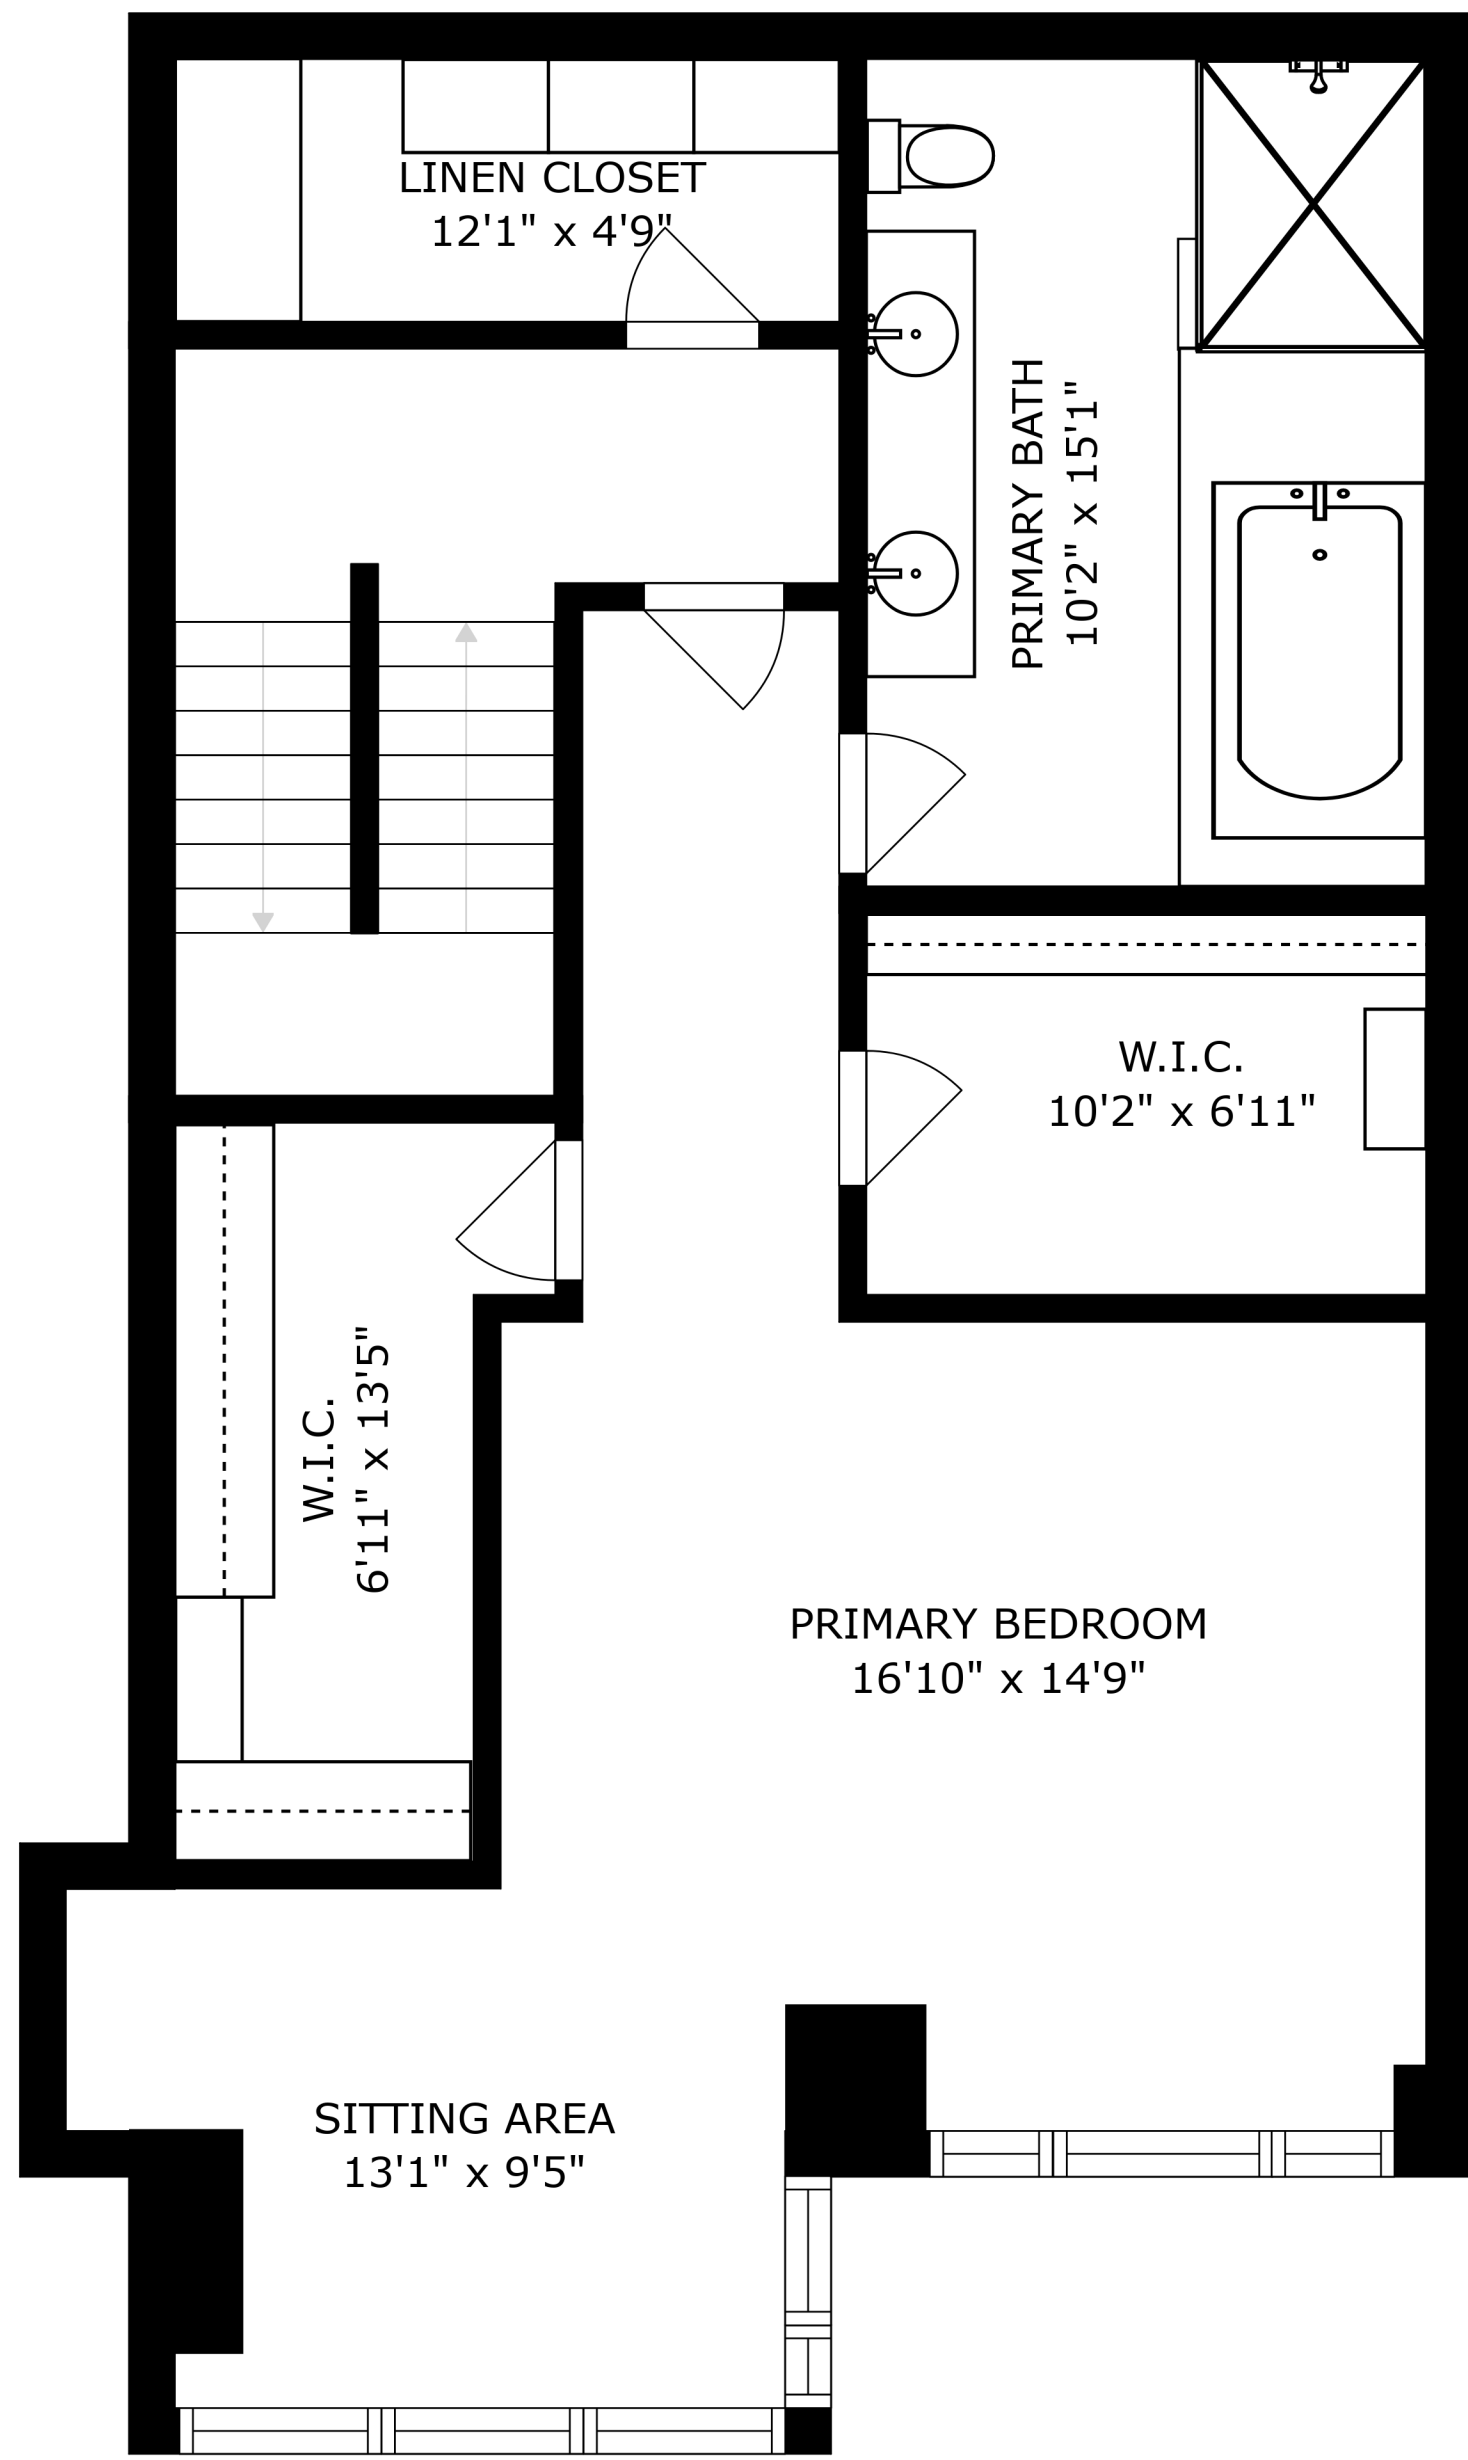 LINEN CLOSET
12'1" x 4'9"
PRIMARY BATH
10'2" x 15'1"
W.I.C.
10'2" x 6'11"
W.I.C.
6'11" x 13'5"
PRIMARY BEDROOM
16'10" x 14'9"
SITTING AREA
13'1" x 9'5"